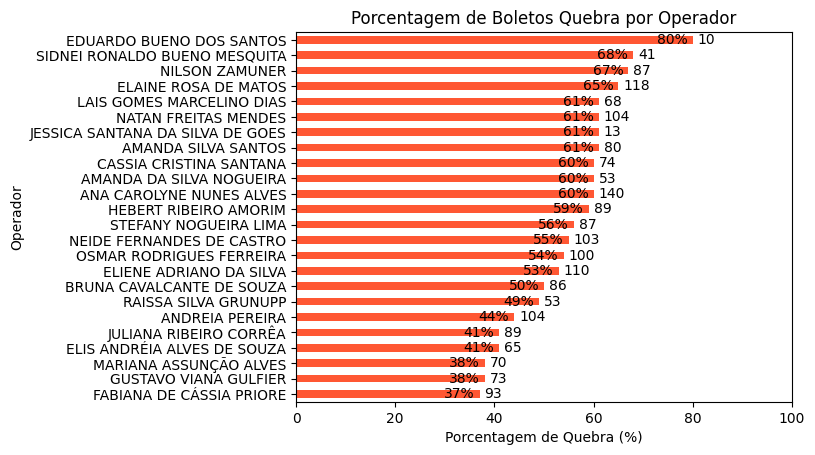 Porcentagem de Boletos Quebra por Operador
EDUARDO BUENO DOS SANTOS 80% 10
SIDNEI RONALDO BUENO MESQUITA 68% 41
NILSON ZAMUNER 67% 87
ELAINE ROSA DE MATOS 65% 118
LAIS GOMES MARCELINO DIAS 61% 68
NATAN FREITAS MENDES 61% 104
JESSICA SANTANA DA SILVA DE GOES 61% 13
AMANDA SILVA SANTOS 61% 80
CASSIA CRISTINA SANTANA 60% 74
AMANDA DA SILVA NOGUEIRA 60% 53
ANA CAROLYNE NUNES ALVES 60% 140
HEBERT RIBEIRO AMORIM 59% 89
STEFANY NOGUEIRA LIMA 56% 87
NEIDE FERNANDES DE CASTRO 55% 103
OSMAR RODRIGUES FERREIRA 54% 100
ELIENE ADRIANO DA SILVA 53% 110
BRUNA CAVALCANTE DE SOUZA 50% 86
RAISSA SILVA GRUNUPP 49% 53
ANDREIA PEREIRA 44% 104
JULIANA RIBEIRO CORRÊA 41% 89
ELIS ANDRÉIA ALVES DE SOUZA 41% 65
MARIANA ASSUNÇÃO ALVES 38% 70
GUSTAVO VIANA GULFIER 38% 73
FABIANA DE CÁSSIA PRIORE 37% 93
Operador
0 20 40 60 80 100
Porcentagem de Quebra (%)